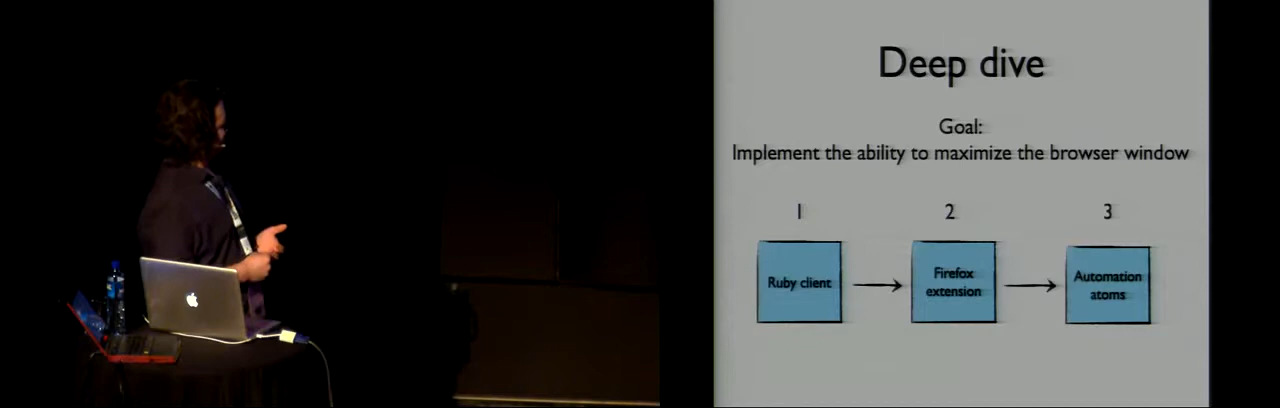 Deep dive
Goal:
Implement the ability to maximize the browser window
1
2
3
Ruby client
Firefox
extension
Automation
atoms